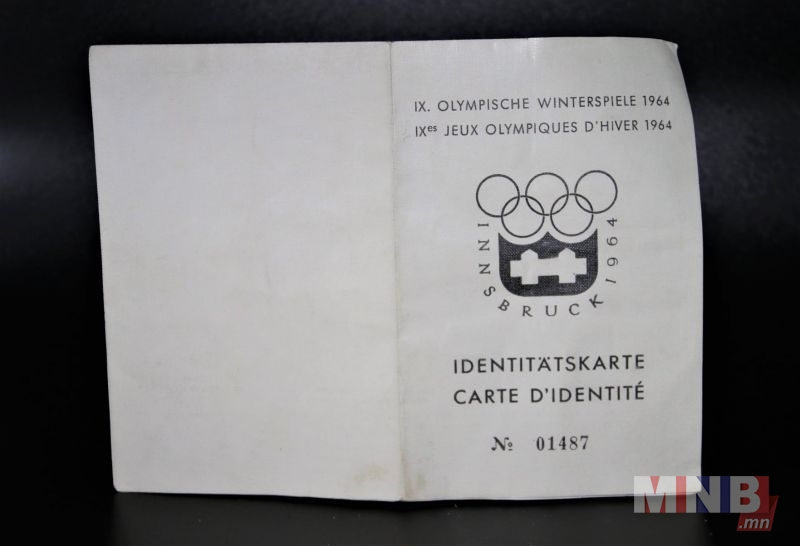 IX. OLYMPISCHE WINTERSPIELE 1964
IXes JEUX OLYMPIQUES D'HIVER 1964
INNSBRUCK 1964
IDENTITÄTSKARTE
CARTE D'IDENTITÉ
№ 01487
MNB
.mn